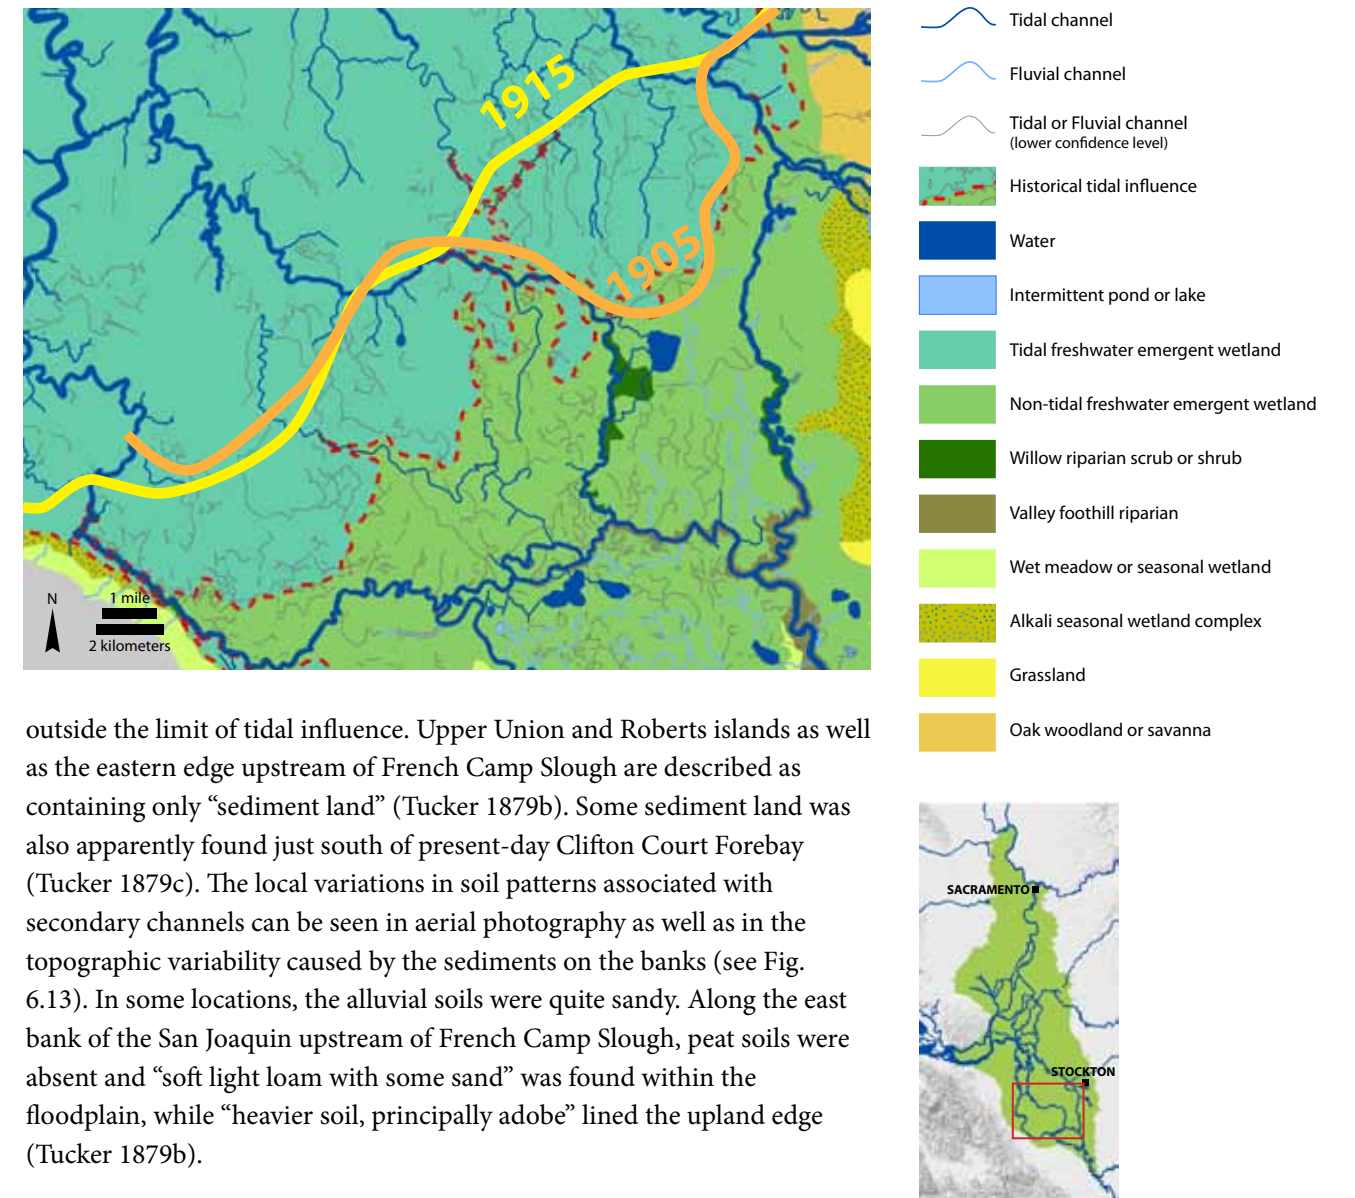 1915
1905
N
1 mile
2 kilometers
Tidal channel
Fluvial channel
Tidal or Fluvial channel
(lower confidence level)
Historical tidal influence
Water
Intermittent pond or lake
Tidal freshwater emergent wetland
Non-tidal freshwater emergent wetland
Willow riparian scrub or shrub
Valley foothill riparian
Wet meadow or seasonal wetland
Alkali seasonal wetland complex
Grassland
Oak woodland or savanna
outside the limit of tidal influence. Upper Union and Roberts islands as well
as the eastern edge upstream of French Camp Slough are described as
containing only “sediment land” (Tucker 1879b). Some sediment land was
also apparently found just south of present-day Clifton Court Forebay
(Tucker 1879c). The local variations in soil patterns associated with
secondary channels can be seen in aerial photography as well as in the
topographic variability caused by the sediments on the banks (see Fig.
6.13). In some locations, the alluvial soils were quite sandy. Along the east
bank of the San Joaquin upstream of French Camp Slough, peat soils were
absent and “soft light loam with some sand” was found within the
floodplain, while “heavier soil, principally adobe” lined the upland edge
(Tucker 1879b).
SACRAMENTO
STOCKTON